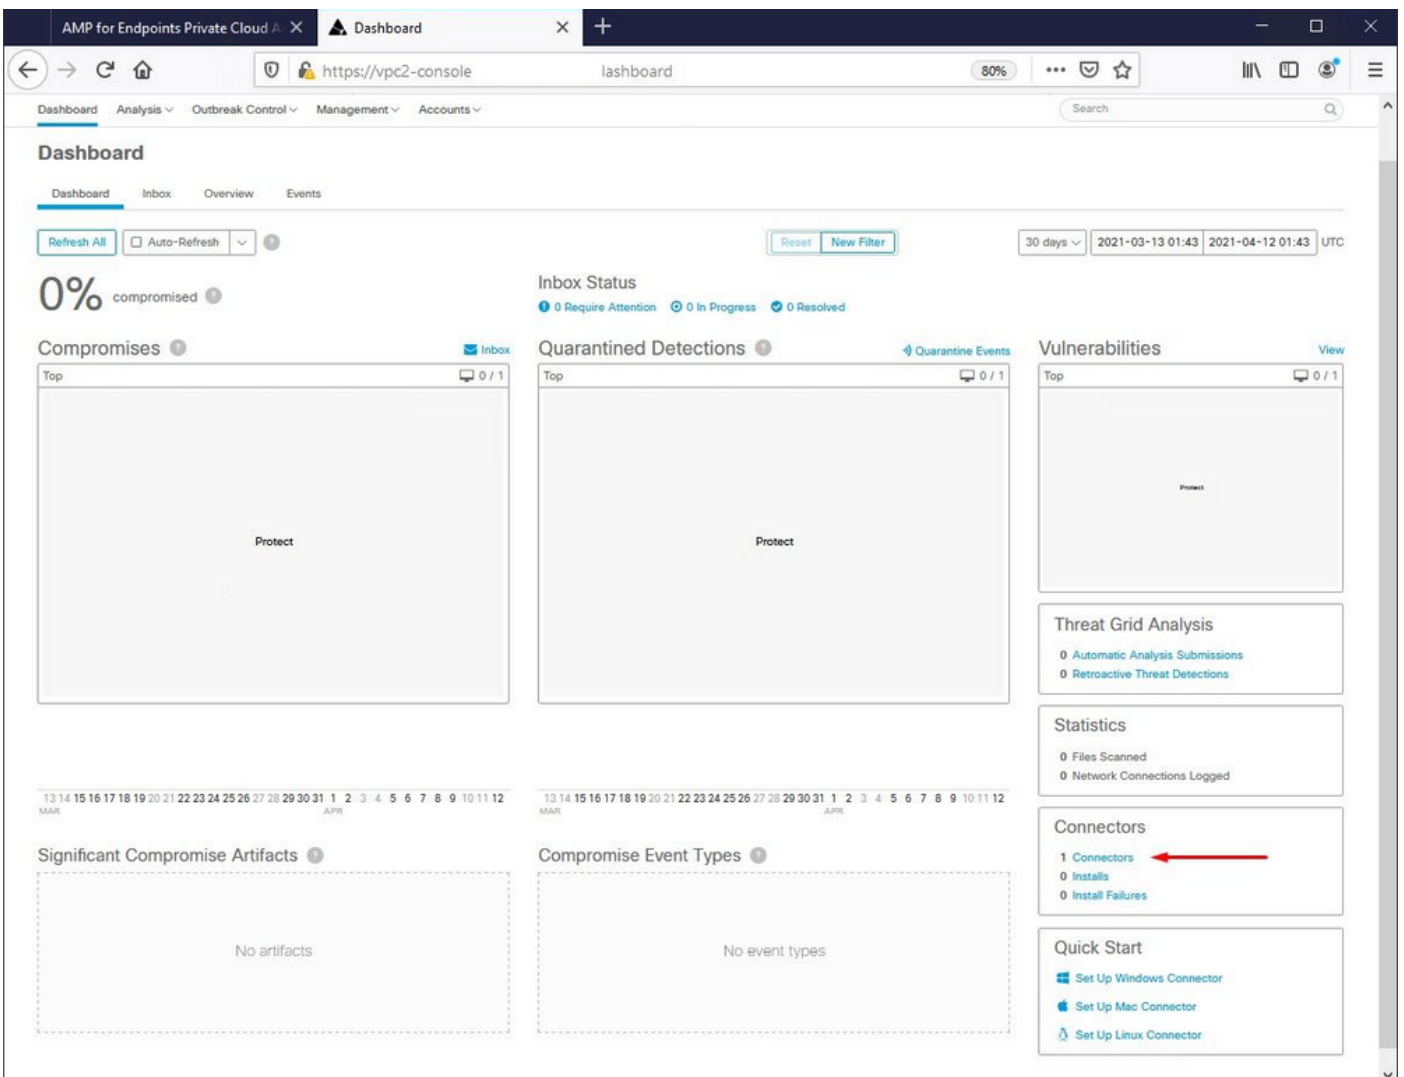 AMP for Endpoints Private Cloud A
Dashboard
https://vpc2-console lashboard
80%
Dashboard Analysis Outbreak Control Management Accounts
Search
Dashboard
Dashboard Inbox Overview Events
Refresh All Auto-Refresh
Reset New Filter
30 days 2021-03-13 01:43 2021-04-12 01:43 UTC
0% compromised
Inbox Status
0 Require Attention 0 In Progress 0 Resolved
Compromises Inbox
Top 0 / 1
Protect
Quarantined Detections Quarantine Events
Top 0 / 1
Protect
Vulnerabilities View
Top 0 / 1
Protect
Threat Grid Analysis
0 Automatic Analysis Submissions
0 Retroactive Threat Detections
Statistics
0 Files Scanned
0 Network Connections Logged
13 14 15 16 17 18 19 20 21 22 23 24 25 26 27 28 29 30 31 1 2 3 4 5 6 7 8 9 10 11 12
MAR APR
13 14 15 16 17 18 19 20 21 22 23 24 25 26 27 28 29 30 31 1 2 3 4 5 6 7 8 9 10 11 12
MAR APR
Connectors
1 Connectors
0 Installs
0 Install Failures
Significant Compromise Artifacts
No artifacts
Compromise Event Types
No event types
Quick Start
Set Up Windows Connector
Set Up Mac Connector
Set Up Linux Connector